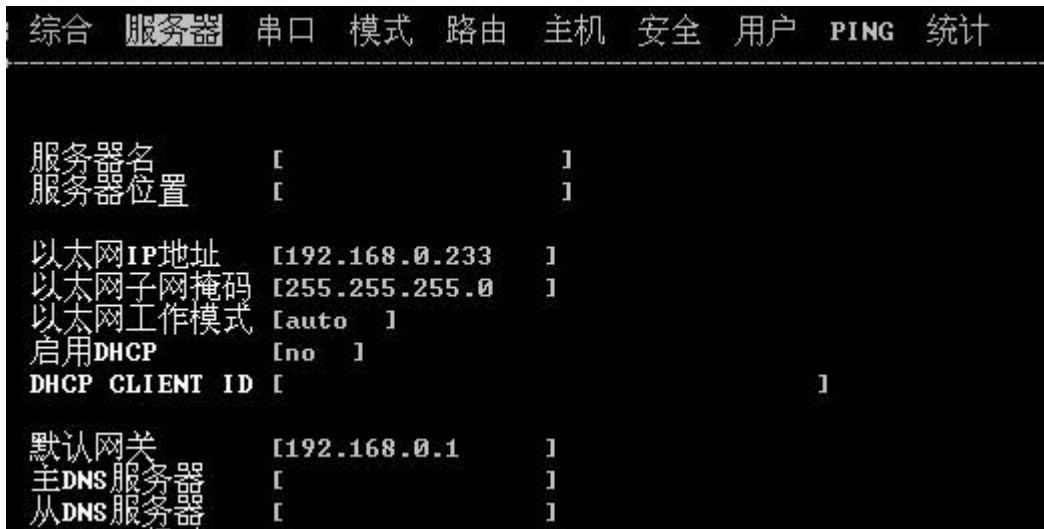 综合 服务器 串口 模式 路由 主机 安全 用户 PING 统计
服务器名 [ ]
服务器位置 [ ]
以太网IP地址 [192.168.0.233 ]
以太网子网掩码 [255.255.255.0 ]
以太网工作模式 [auto ]
启用DHCP [no ]
DHCP CLIENT ID [ ]
默认网关 [192.168.0.1 ]
主DNS服务器 [ ]
从DNS服务器 [ ]